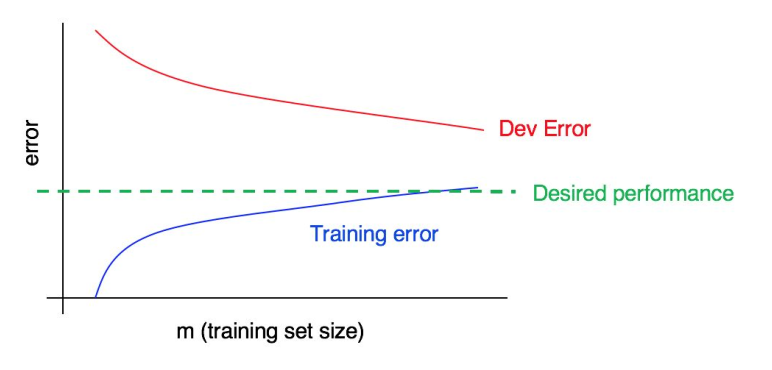 error
Dev Error
Desired performance
Training error
m (training set size)